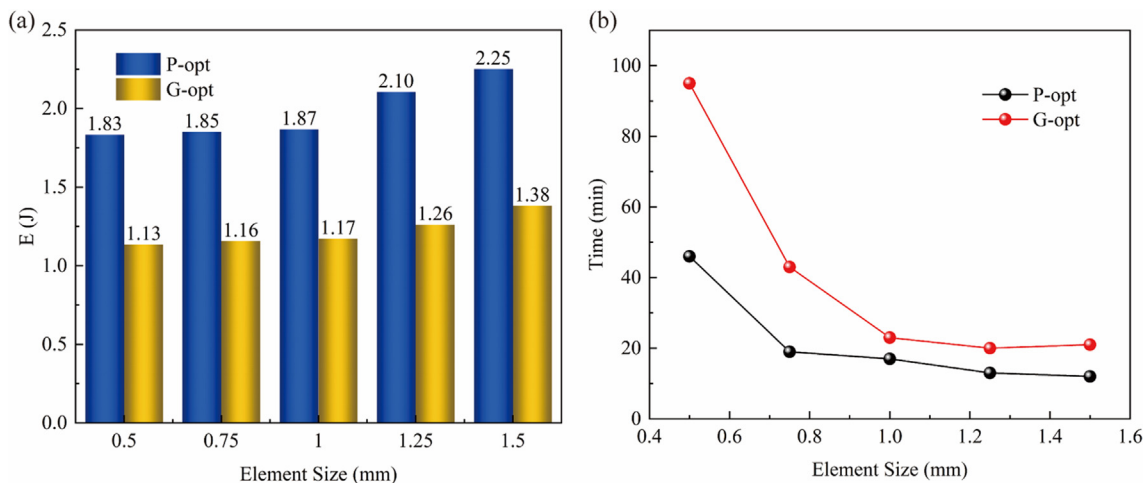 (a)
2.5
2.0
1.5
1.0
0.5
0.0
E (J)
P-opt
G-opt
1.83
1.13
1.85
1.16
1.87
1.17
2.10
1.26
2.25
1.38
0.5 0.75 1 1.25 1.5
Element Size (mm)
(b)
100
80
60
40
20
0
Time (min)
P-opt
G-opt
0.4 0.6 0.8 1.0 1.2 1.4 1.6
Element Size (mm)